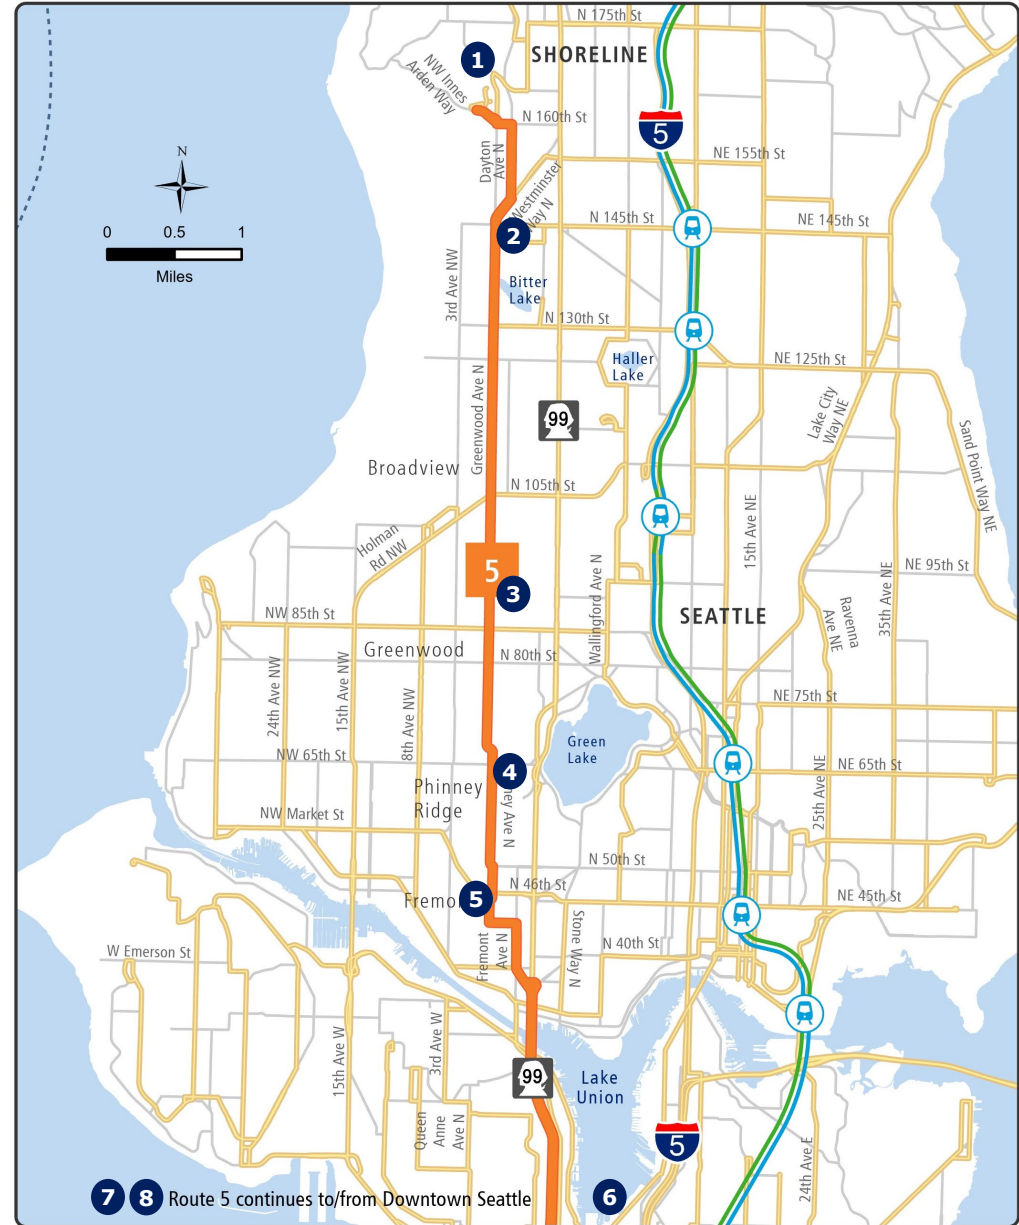 N 175th St
SHORELINE
1
NW Innes
Arden Way
N 160th St
5
Dayton
Ave N
NE 155th St
N
Westminster
Way N
N 145th St
NE 145th St
2
0 0.5 1
Miles
3rd Ave NW
Bitter
Lake
N 130th St
Haller
Lake
NE 125th St
Greenwood Ave N
99
Lake City
Way NE
Sand Point Way NE
Broadview
N 105th St
Holman
Rd NW
15th Ave NE
5
3
NE 95th St
35th Ave NE
Wallingford Ave N
NW 85th St
SEATTLE
Ravenna
Ave NE
Greenwood
N 80th St
24th Ave NW
15th Ave NW
8th Ave NW
NE 75th St
Green
Lake
NW 65th St
4
NE 65th St
Phinney
Ridge
ney Ave N
25th Ave NE
NW Market St
N 50th St
N 46th St
Fremo
5
NE 45th St
Fremont
Ave N
Stone Way N
N 40th St
W Emerson St
15th Ave W
3rd Ave W
99
Lake
Union
Queen
Anne
Ave N
5
24th Ave E
7 8 Route 5 continues to/from Downtown Seattle
6